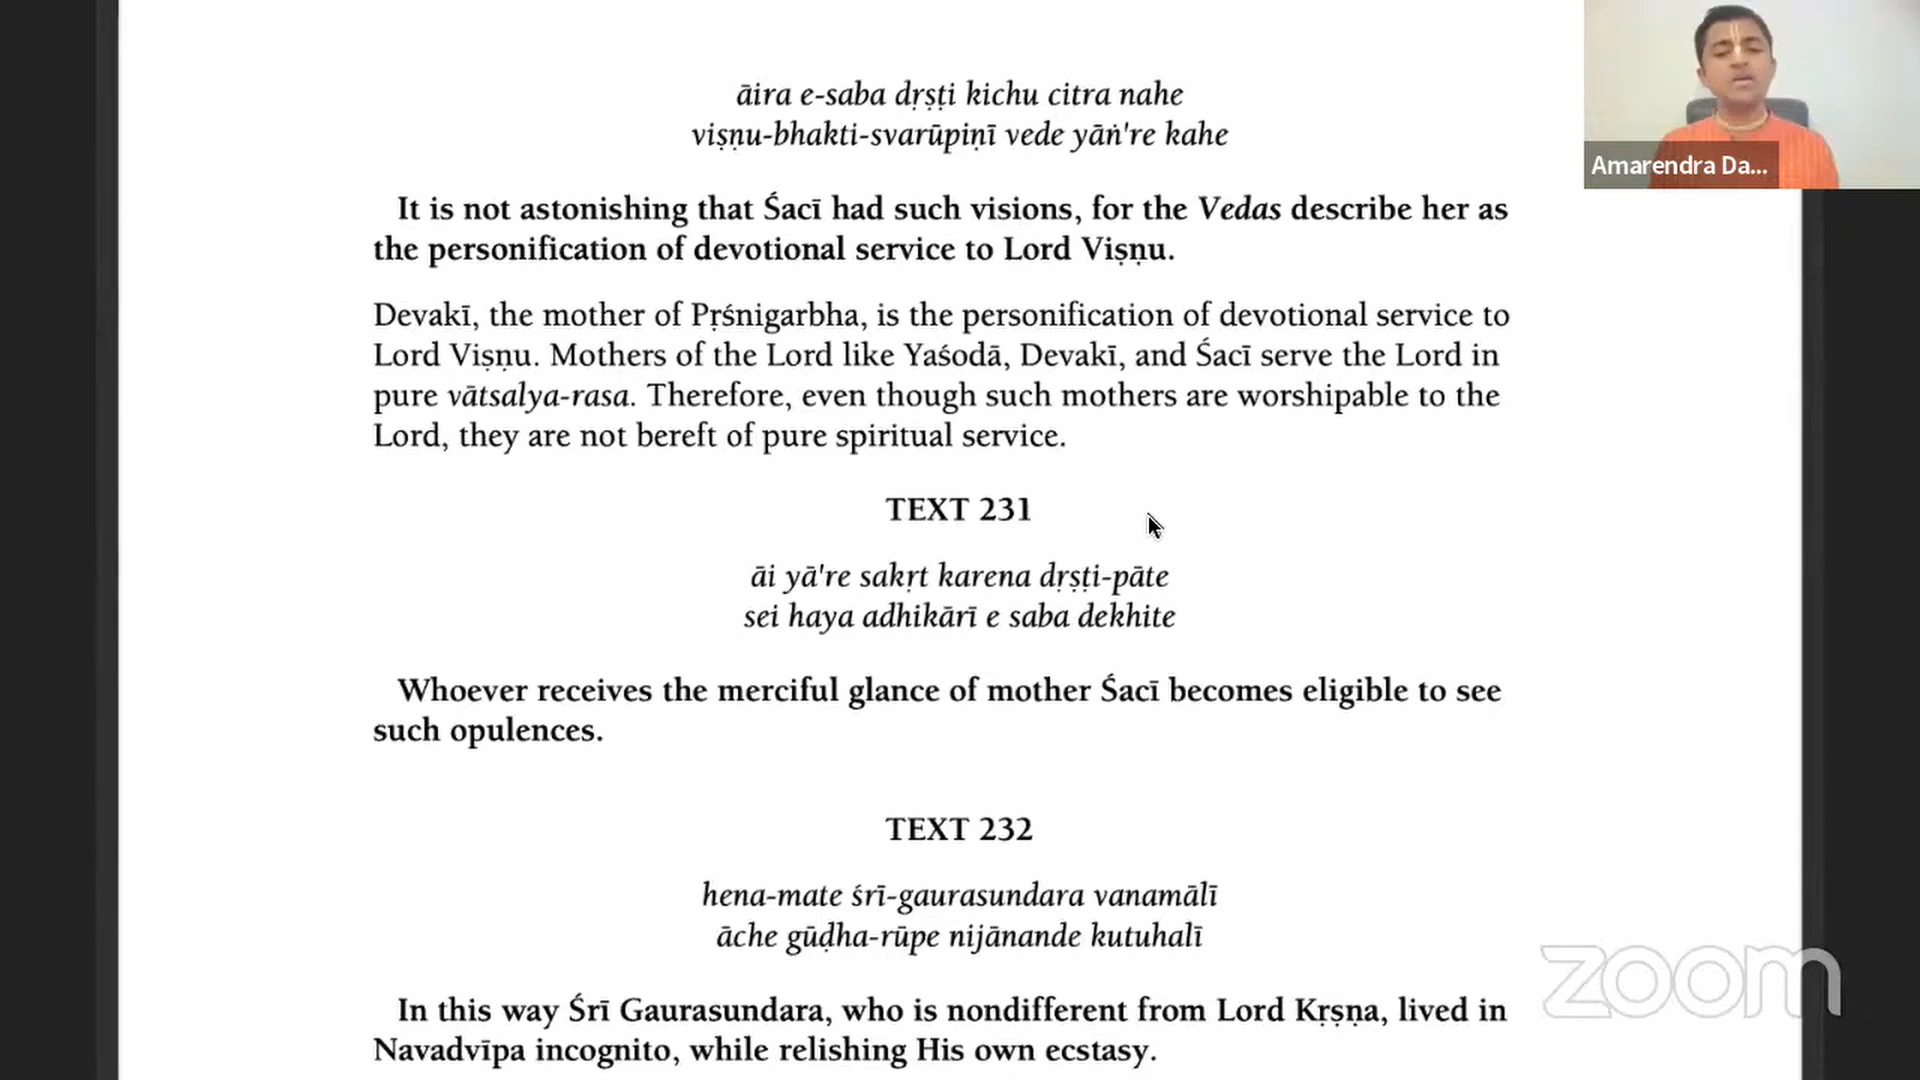 āira e-saba dṛṣṭi kichu citra nahe
viṣṇu-bhakti-svarūpiṇī vede yāṅ're kahe
It is not astonishing that Śacī had such visions, for the Vedas describe her as
the personification of devotional service to Lord Viṣṇu.
Devakī, the mother of Pṛśnigarbha, is the personification of devotional service to
Lord Viṣṇu. Mothers of the Lord like Yaśodā, Devakī, and Śacī serve the Lord in
pure vātsalya-rasa. Therefore, even though such mothers are worshipable to the
Lord, they are not bereft of pure spiritual service.
TEXT 231
āi yā're sakṛt karena dṛṣṭi-pāte
sei haya adhikārī e saba dekhite
Whoever receives the merciful glance of mother Śacī becomes eligible to see
such opulences.
TEXT 232
hena-mate śrī-gaurasundara vanamālī
āche gūḍha-rūpe nijānande kutuhalī
In this way Śrī Gaurasundara, who is nondifferent from Lord Kṛṣṇa, lived in
Navadvīpa incognito, while relishing His own ecstasy.
Amarendra Da...
zoom